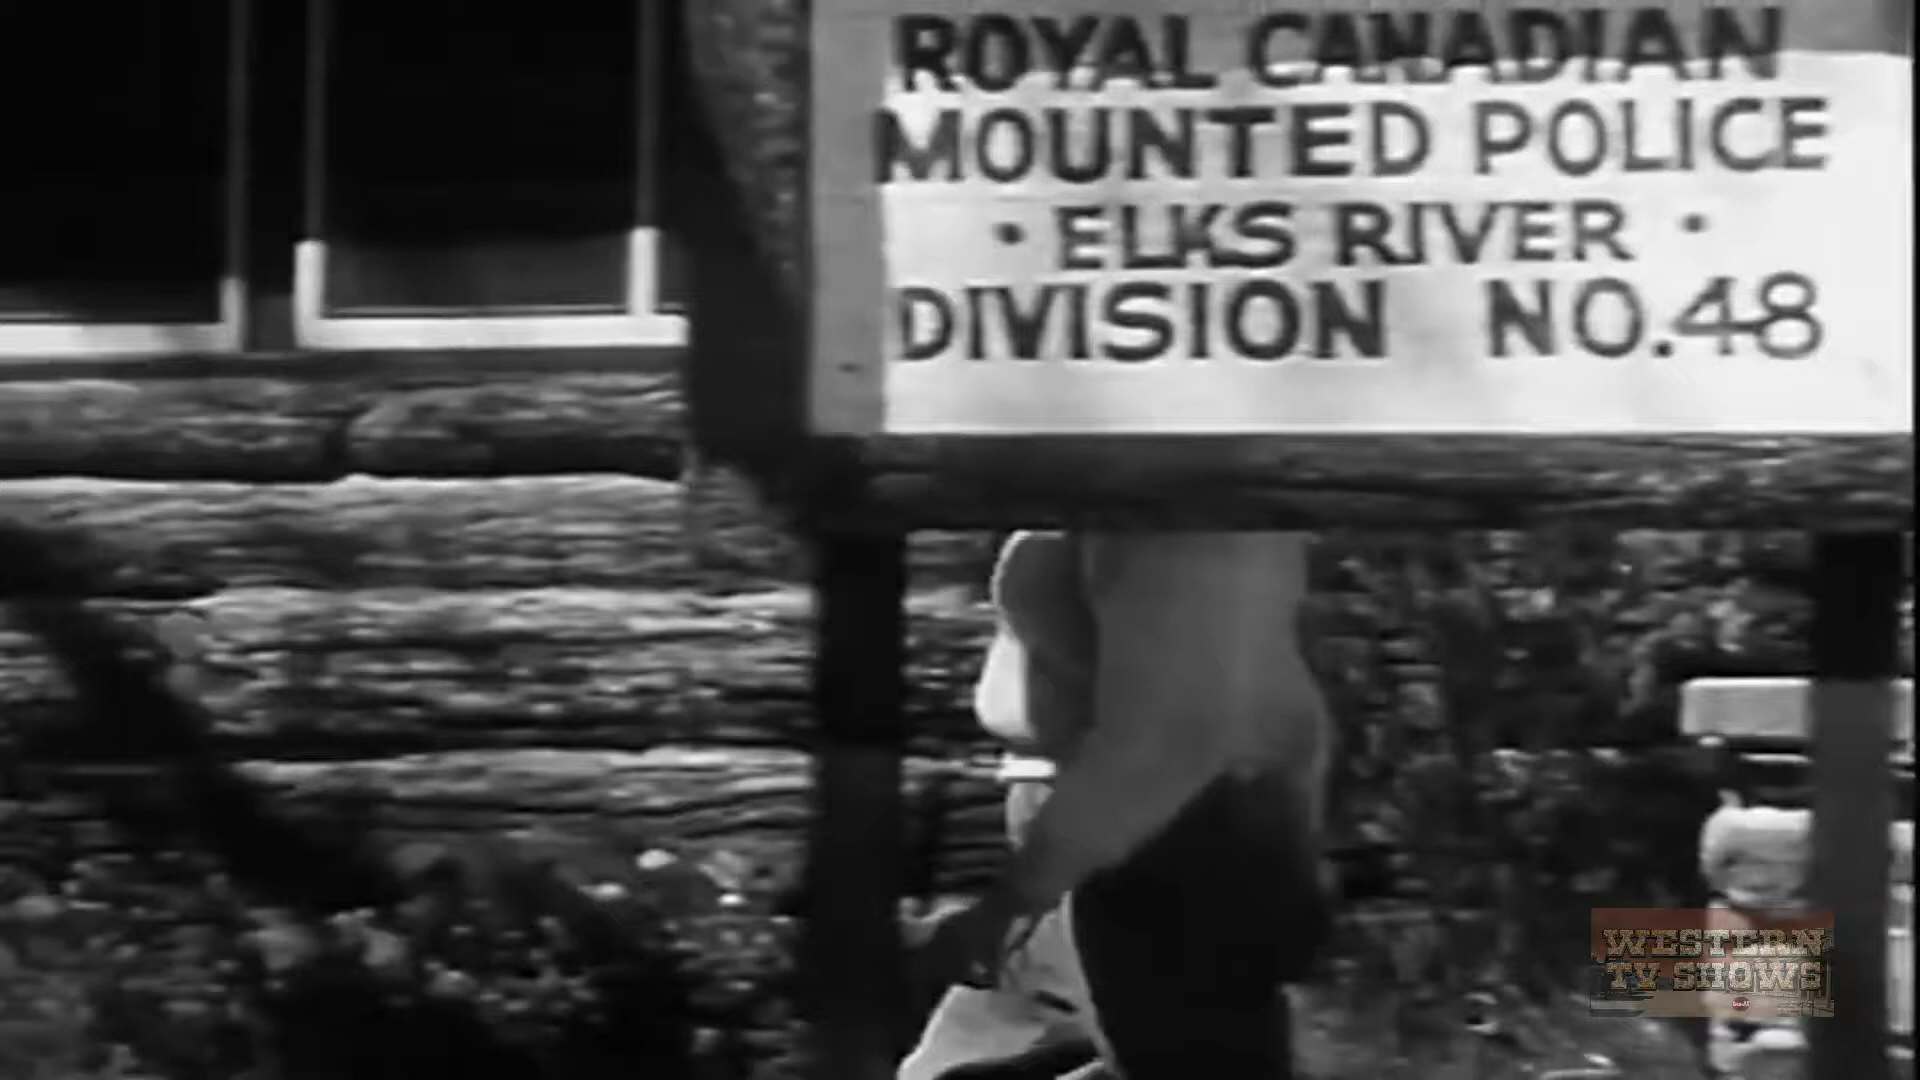 ROYAL CANADIAN
MOUNTED POLICE
• ELKS RIVER •
DIVISION NO.48
WESTERN
TV SHOWS